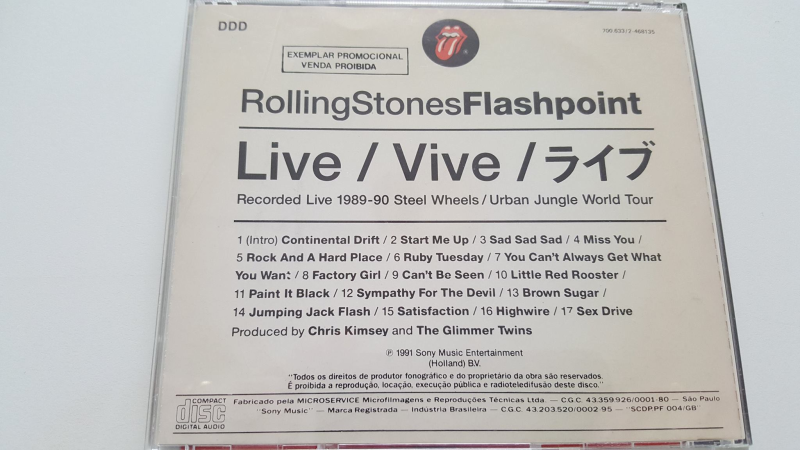 DDD
700.633/2-468135
EXEMPLAR PROMOCIONAL
VENDA PROIBIDA
RollingStonesFlashpoint
Live / Vive / ライブ
Recorded Live 1989-90 Steel Wheels / Urban Jungle World Tour
1 (Intro) Continental Drift / 2 Start Me Up / 3 Sad Sad Sad / 4 Miss You /
5 Rock And A Hard Place / 6 Ruby Tuesday / 7 You Can't Always Get What
You Want / 8 Factory Girl / 9 Can't Be Seen / 10 Little Red Rooster /
11 Paint It Black / 12 Sympathy For The Devil / 13 Brown Sugar /
14 Jumping Jack Flash / 15 Satisfaction / 16 Highwire / 17 Sex Drive
Produced by Chris Kimsey and The Glimmer Twins
℗ 1991 Sony Music Entertainment
(Holland) B.V.
"Todos os direitos de produtor fonográfico e do proprietário da obra são reservados.
É proibida a reprodução, locação, execução pública e radioteledifusão deste disco."
COMPACT
disc
DIGITAL AUDIO
Fabricado pela MICROSERVICE Microfilmagens e Reproduções Técnicas Ltda. — C.G.C. 43.359.926/0001-80 — São Paulo
"Sony Music" — Marca Registrada — Indústria Brasileira — C.G.C. 43.203.520/0002-95 — "SCDP.PF 004/GB"